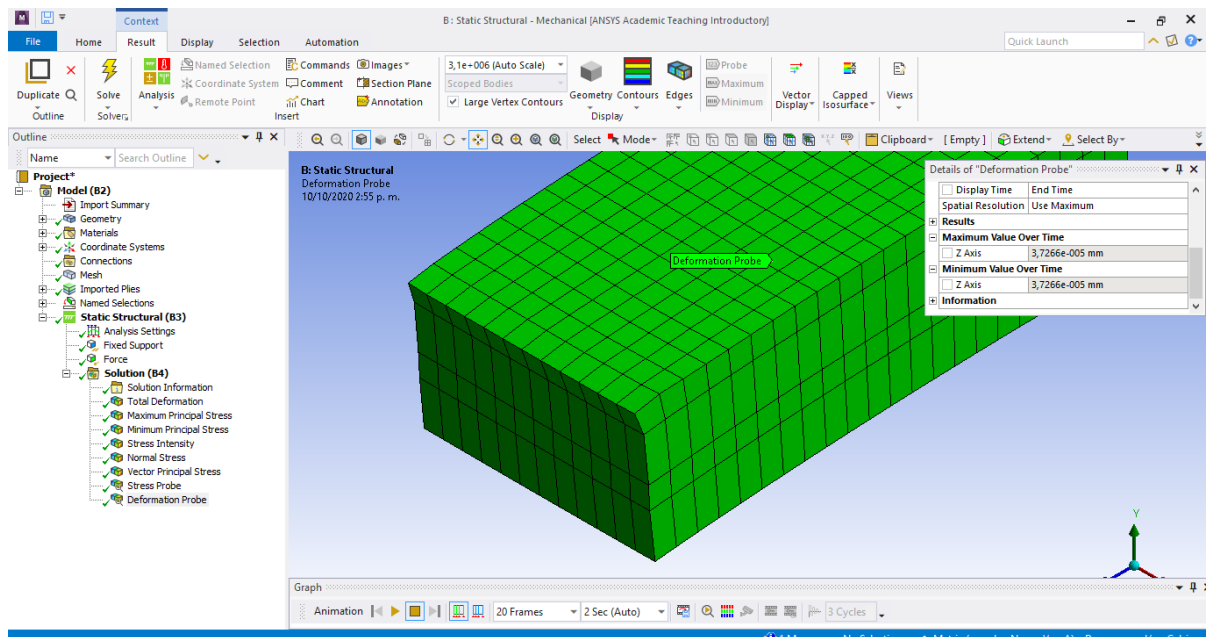 B : Static Structural - Mechanical [ANSYS Academic Teaching Introductory]
Context
File Home Result Display Selection Automation
Quick Launch
Duplicate
Outline
Solve
Solver
Analysis
Named Selection
Coordinate System
Remote Point
Commands
Comment
Chart
Images
Section Plane
Annotation
Insert
3,1e+006 (Auto Scale)
Scoped Bodies
Large Vertex Contours
Geometry Contours Edges
Probe
Maximum
Minimum
Display
Vector Display
Capped Isosurface
Views
Outline
Name
Search Outline
Select Mode Clipboard [ Empty ] Extend Select By
Project*
Model (B2)
Import Summary
Geometry
Materials
Coordinate Systems
Connections
Mesh
Imported Plies
Named Selections
Static Structural (B3)
Analysis Settings
Fixed Support
Force
Solution (B4)
Solution Information
Total Deformation
Maximum Principal Stress
Minimum Principal Stress
Stress Intensity
Normal Stress
Vector Principal Stress
Stress Probe
Deformation Probe
B: Static Structural
Deformation Probe
10/10/2020 2:55 p. m.
Deformation Probe
Details of "Deformation Probe"
Display Time End Time
Spatial Resolution Use Maximum
Results
Maximum Value Over Time
Z Axis 3,7266e-005 mm
Minimum Value Over Time
Z Axis 3,7266e-005 mm
Information
Y
Graph
Animation 20 Frames 2 Sec (Auto) 3 Cycles